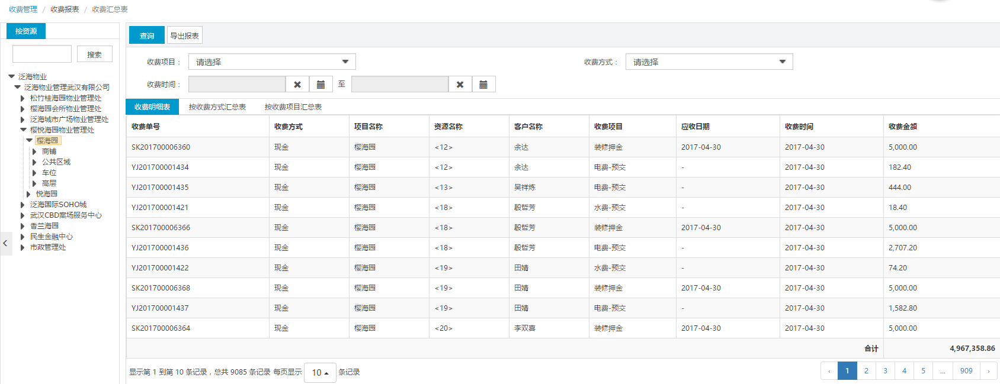 收费管理 / 收费报表 / 收费汇总表
按资源
搜索
泛海物业
泛海物业管理武汉有限公司
松竹桂海园物业管理处
樱海园会所物业管理处
泛海城市广场物业管理处
樱悦海园物业管理处
樱海园
商铺
公共区域
车位
高层
悦海园
泛海国际SOHO城
武汉CBD案场服务中心
香兰海园
民生金融中心
市政管理处
查询 导出报表
收费项目： 请选择 收费方式： 请选择
收费时间： 至
收费明细表 按收费方式汇总表 按收费项目汇总表
收费单号 收费方式 项目名称 资源名称 客户名称 收费项目 应收日期 收费时间 收费金额
SK201700006360 现金 樱海园 <12> 余达 装修押金 2017-04-30 2017-04-30 5,000.00
YJ201700001434 现金 樱海园 <12> 余达 电费-预交 - 2017-04-30 182.40
YJ201700001435 现金 樱海园 <13> 吴祥炼 电费-预交 - 2017-04-30 444.00
YJ201700001421 现金 樱海园 <18> 殷哲芳 水费-预交 - 2017-04-30 18.40
SK201700006366 现金 樱海园 <18> 殷哲芳 装修押金 2017-04-30 2017-04-30 5,000.00
YJ201700001436 现金 樱海园 <18> 殷哲芳 电费-预交 - 2017-04-30 2,707.20
YJ201700001422 现金 樱海园 <19> 田婧 水费-预交 - 2017-04-30 74.20
SK201700006368 现金 樱海园 <19> 田婧 装修押金 2017-04-30 2017-04-30 5,000.00
YJ201700001437 现金 樱海园 <19> 田婧 电费-预交 - 2017-04-30 1,582.80
SK201700006364 现金 樱海园 <20> 李双喜 装修押金 2017-04-30 2017-04-30 5,000.00
合计 4,967,358.86
显示第 1 到第 10 条记录，总共 9085 条记录 每页显示 10 条记录 ‹ 1 2 3 4 5 ... 909 ›